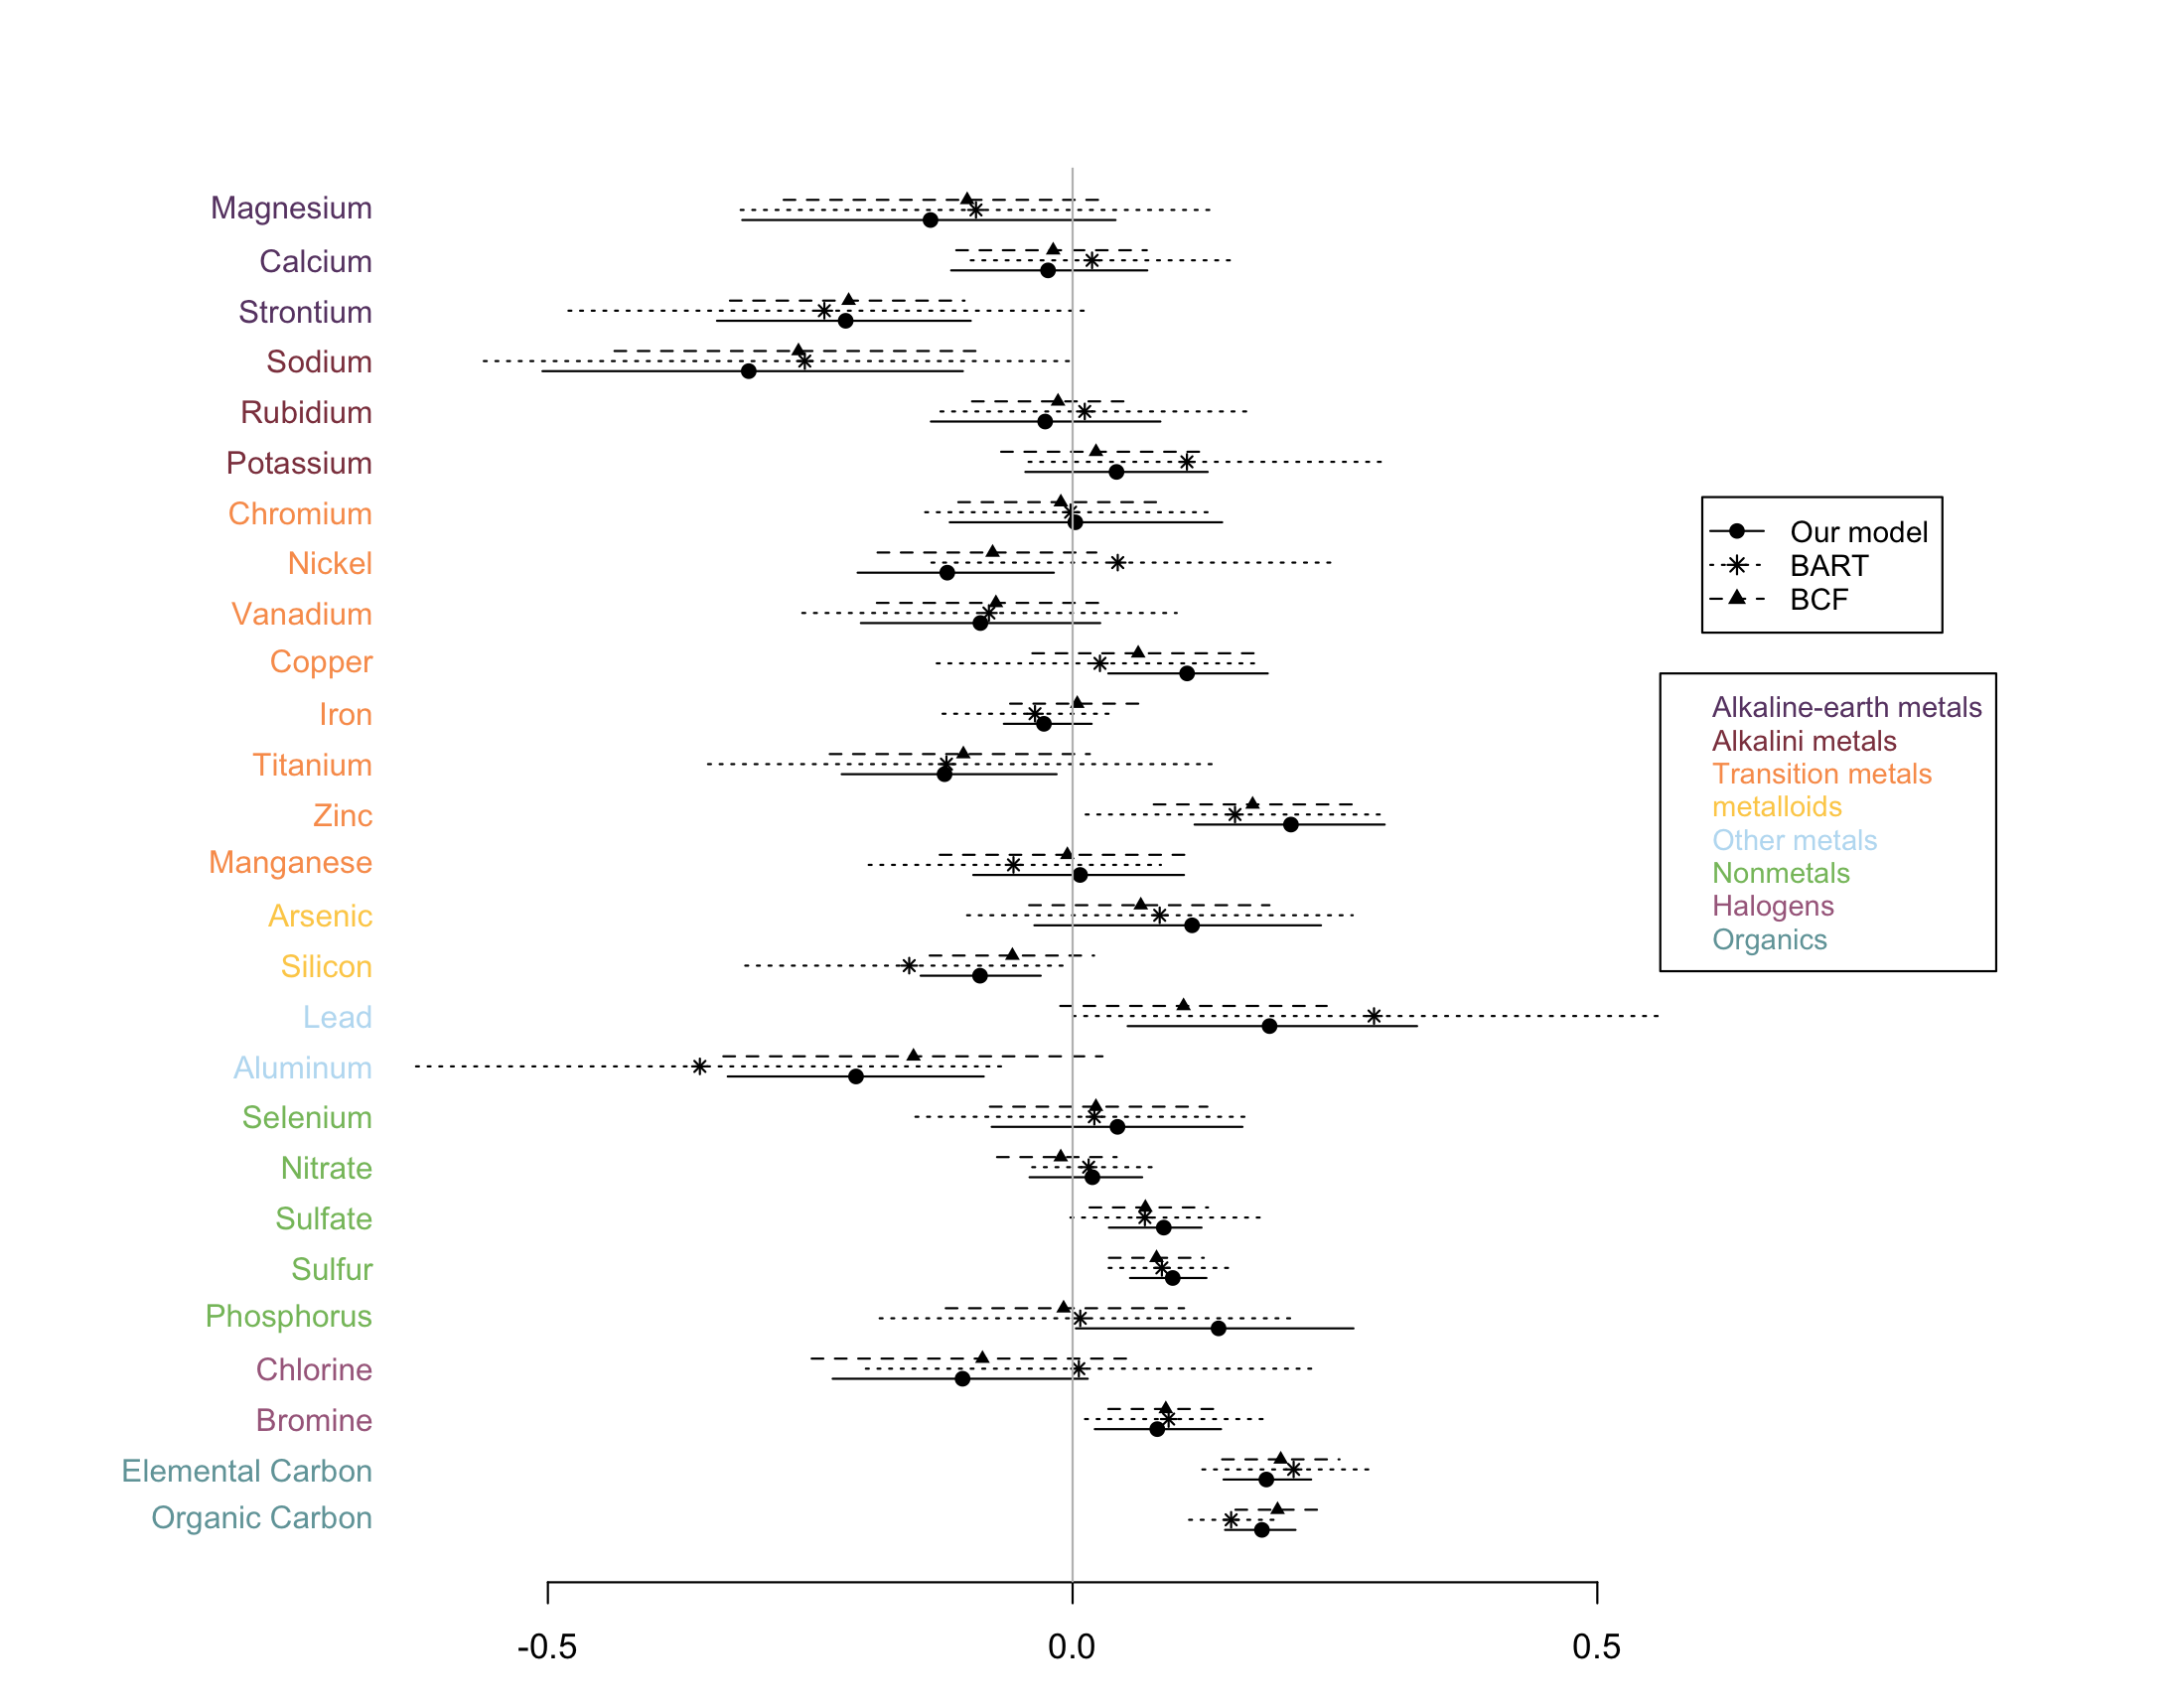 Magnesium
Calcium
Strontium
Sodium
Rubidium
Potassium
Chromium
Nickel
Vanadium
Copper
Iron
Titanium
Zinc
Manganese
Arsenic
Silicon
Lead
Aluminum
Selenium
Nitrate
Sulfate
Sulfur
Phosphorus
Chlorine
Bromine
Elemental Carbon
Organic Carbon
-0.5 0.0 0.5
Our model
BART
BCF
Alkaline-earth metals
Alkalini metals
Transition metals
metalloids
Other metals
Nonmetals
Halogens
Organics